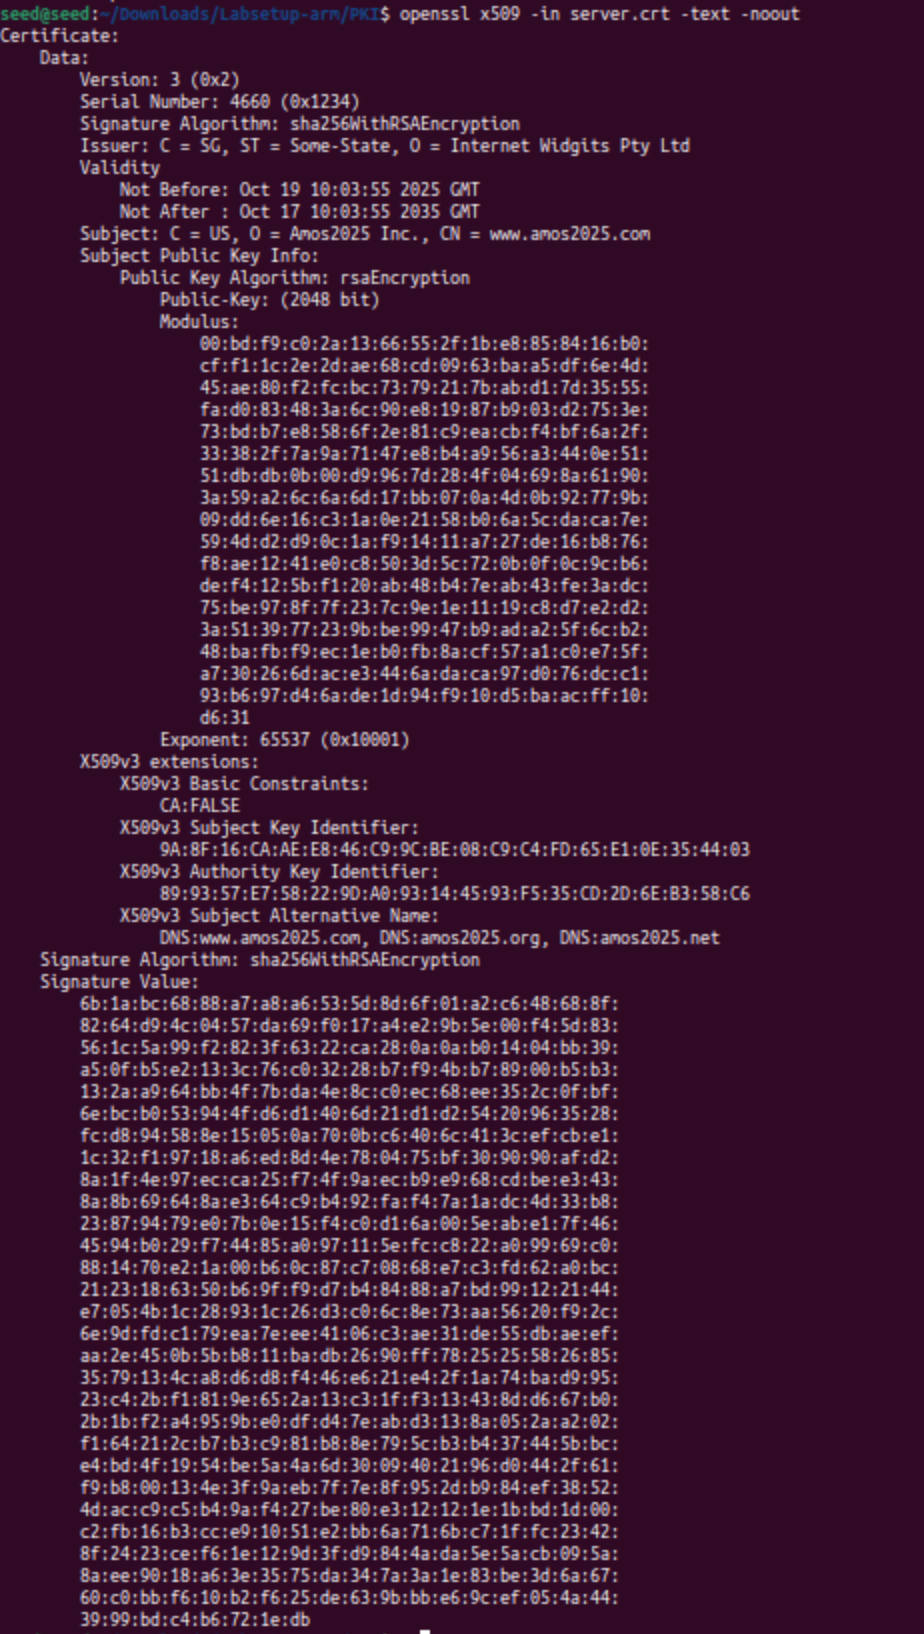 seed@seed:~/Downloads/Labsetup-arm/PKI$ openssl x509 -in server.crt -text -noout
Certificate:
    Data:
        Version: 3 (0x2)
        Serial Number: 4660 (0x1234)
        Signature Algorithm: sha256WithRSAEncryption
        Issuer: C = SG, ST = Some-State, O = Internet Widgits Pty Ltd
        Validity
            Not Before: Oct 19 10:03:55 2025 GMT
            Not After : Oct 17 10:03:55 2035 GMT
        Subject: C = US, O = Amos2025 Inc., CN = www.amos2025.com
        Subject Public Key Info:
            Public Key Algorithm: rsaEncryption
                Public-Key: (2048 bit)
                Modulus:
                    00:bd:f9:c0:2a:13:66:55:2f:1b:e8:85:84:16:b0:
                    cf:f1:1c:2e:2d:ae:68:cd:09:63:ba:a5:df:6e:4d:
                    45:ae:80:f2:fc:bc:73:79:21:7b:ab:d1:7d:35:55:
                    fa:d0:83:48:3a:6c:90:e8:19:87:b9:03:d2:75:3e:
                    73:bd:b7:e8:58:6f:2e:81:c9:ea:cb:f4:bf:6a:2f:
                    33:38:2f:7a:9a:71:47:e8:b4:a9:56:a3:44:0e:51:
                    51:db:db:0b:00:d9:96:7d:28:4f:04:69:8a:61:90:
                    3a:59:a2:6c:6a:6d:17:bb:07:0a:4d:0b:92:77:9b:
                    09:dd:6e:16:c3:1a:0e:21:58:b0:6a:5c:da:ca:7e:
                    59:4d:d2:d9:0c:1a:f9:14:11:a7:27:de:16:b8:76:
                    f8:ae:12:41:e0:c8:50:3d:5c:72:0b:0f:0c:9c:b6:
                    de:f4:12:5b:f1:20:ab:48:b4:7e:ab:43:fe:3a:dc:
                    75:be:97:8f:7f:23:7c:9e:1e:11:19:c8:d7:e2:d2:
                    3a:51:39:77:23:9b:be:99:47:b9:ad:a2:5f:6c:b2:
                    48:ba:fb:f9:ec:1e:b0:fb:8a:cf:57:a1:c0:e7:5f:
                    a7:30:26:6d:ac:e3:44:6a:da:ca:97:d0:76:dc:c1:
                    93:b6:97:d4:6a:de:1d:94:f9:10:d5:ba:ac:ff:10:
                    d6:31
                Exponent: 65537 (0x10001)
        X509v3 extensions:
            X509v3 Basic Constraints:
                CA:FALSE
            X509v3 Subject Key Identifier:
                9A:8F:16:CA:AE:E8:46:C9:9C:BE:08:C9:C4:FD:65:E1:0E:35:44:03
            X509v3 Authority Key Identifier:
                89:93:57:E7:58:22:9D:A0:93:14:45:93:F5:35:CD:2D:6E:B3:58:C6
            X509v3 Subject Alternative Name:
                DNS:www.amos2025.com, DNS:amos2025.org, DNS:amos2025.net
    Signature Algorithm: sha256WithRSAEncryption
    Signature Value:
        6b:1a:bc:68:88:a7:a8:a6:53:5d:8d:6f:01:a2:c6:48:68:8f:
        82:64:d9:4c:04:57:da:69:f0:17:a4:e2:9b:5e:00:f4:5d:83:
        56:1c:5a:99:f2:82:3f:63:22:ca:28:0a:0a:b0:14:04:bb:39:
        a5:0f:b5:e2:13:3c:76:c0:32:28:b7:f9:4b:b7:89:00:b5:b3:
        13:2a:a9:64:bb:4f:7b:da:4e:8c:c0:ec:68:ee:35:2c:0f:bf:
        6e:bc:b0:53:94:4f:d6:d1:40:6d:21:d1:d2:54:20:96:35:28:
        fc:d8:94:58:8e:15:05:0a:70:0b:c6:40:6c:41:3c:ef:cb:e1:
        1c:32:f1:97:18:a6:ed:8d:4e:78:04:75:bf:30:90:90:af:d2:
        8a:1f:4e:97:ec:ca:25:f7:4f:9a:ec:b9:e9:68:cd:be:e3:43:
        8a:8b:69:64:8a:e3:64:c9:b4:92:fa:f4:7a:1a:dc:4d:33:b8:
        23:87:94:79:e0:7b:0e:15:f4:c0:d1:6a:00:5e:ab:e1:7f:46:
        45:94:b0:29:f7:44:85:a0:97:11:5e:fc:c8:22:a0:99:69:c0:
        88:14:70:e2:1a:00:b6:0c:87:c7:08:68:e7:c3:fd:62:a0:bc:
        21:23:18:63:50:b6:9f:f9:d7:b4:84:88:a7:bd:99:12:21:44:
        e7:05:4b:1c:28:93:1c:26:d3:c0:6c:8e:73:aa:56:20:f9:2c:
        6e:9d:fd:c1:79:ea:7e:ee:41:06:c3:ae:31:de:55:db:ae:ef:
        aa:2e:45:0b:5b:b8:11:ba:db:26:90:ff:78:25:25:58:26:85:
        35:79:13:4c:a8:d6:d8:f4:46:e6:21:e4:2f:1a:74:ba:d9:95:
        23:c4:2b:f1:81:9e:65:2a:13:c3:1f:f3:13:43:8d:d6:67:b0:
        2b:1b:f2:a4:95:9b:e0:df:d4:7e:ab:d3:13:8a:05:2a:a2:02:
        f1:64:21:2c:b7:b3:c9:81:b8:8e:79:5c:b3:b4:37:44:5b:bc:
        e4:bd:4f:19:54:be:5a:4a:6d:30:09:40:21:96:d0:44:2f:61:
        f9:b8:00:13:4e:3f:9a:eb:7f:7e:8f:95:2d:b9:84:ef:38:52:
        4d:ac:c9:c5:b4:9a:f4:27:be:80:e3:12:12:1e:1b:bd:1d:00:
        c2:fb:16:b3:cc:e9:10:51:e2:bb:6a:71:6b:c7:1f:fc:23:42:
        8f:24:23:ce:f6:1e:12:9d:3f:d9:84:4a:da:5e:5a:cb:09:5a:
        8a:ee:90:18:a6:3e:35:75:da:34:7a:3a:1e:83:be:3d:6a:67:
        60:c0:bb:f6:10:b2:f6:25:de:63:9b:bb:e6:9c:ef:05:4a:44:
        39:99:bd:c4:b6:72:1e:db